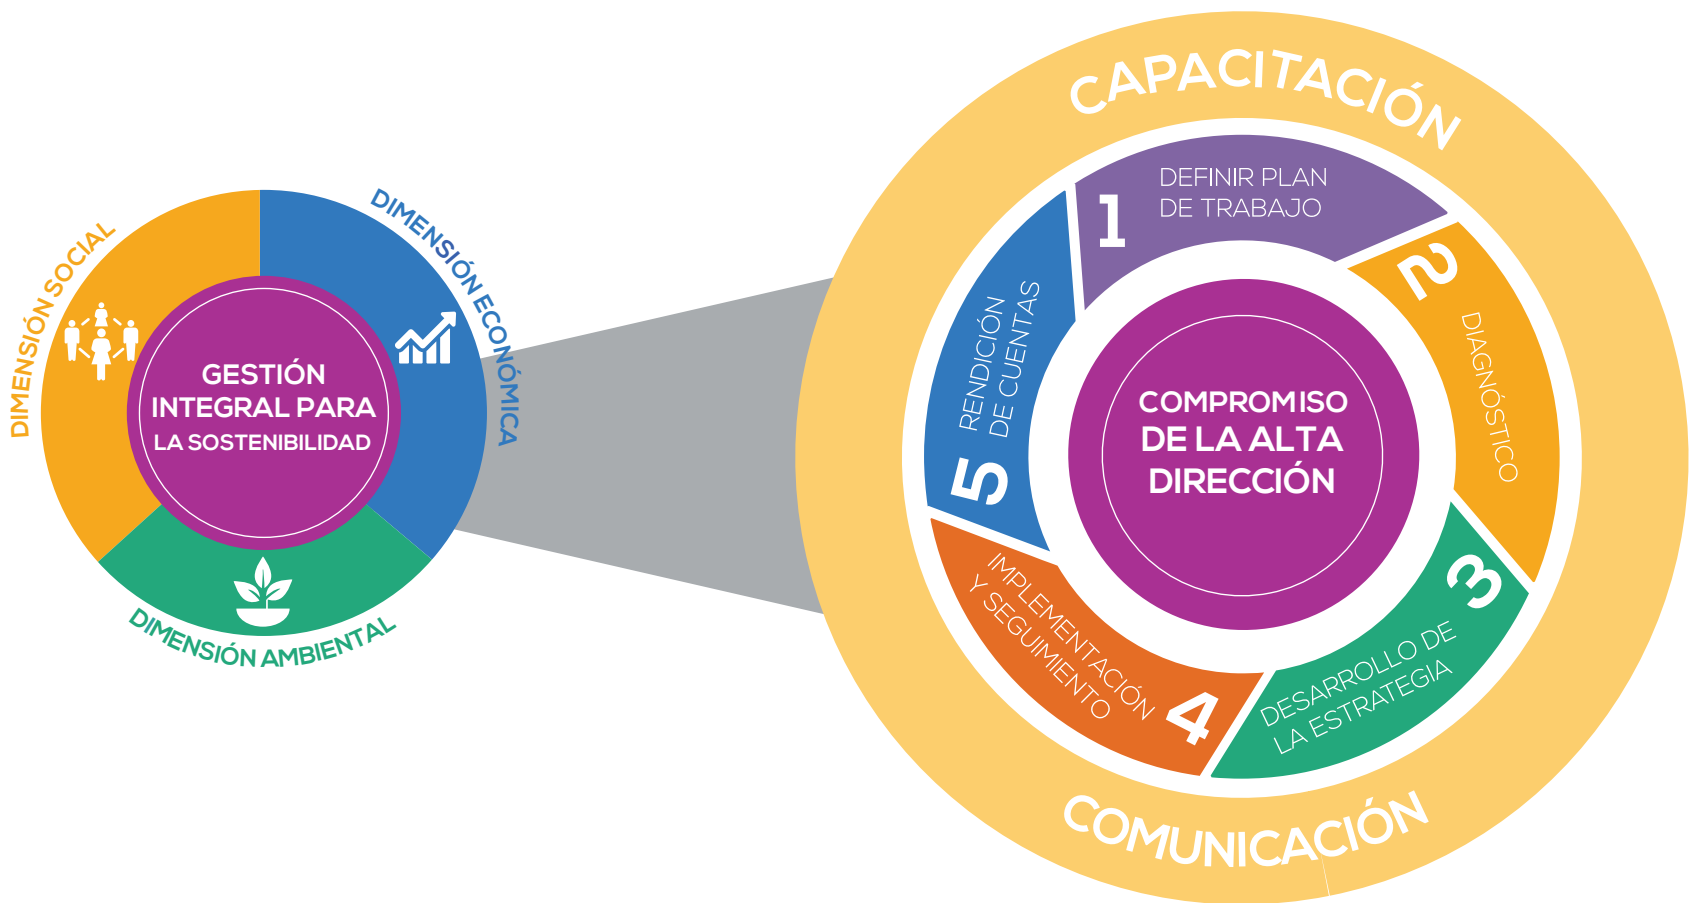 DIMENSIÓN SOCIAL
DIMENSIÓN ECONÓMICA
DIMENSIÓN AMBIENTAL
GESTIÓN
INTEGRAL PARA
LA SOSTENIBILIDAD
CAPACITACIÓN
1
DEFINIR PLAN
DE TRABAJO
2
DIAGNÓSTICO
3
DESARROLLO DE
LA ESTRATEGIA
4
IMPLEMENTACIÓN
Y SEGUIMIENTO
5
RENDICIÓN
DE CUENTAS
COMPROMISO
DE LA ALTA
DIRECCIÓN
COMUNICACIÓN